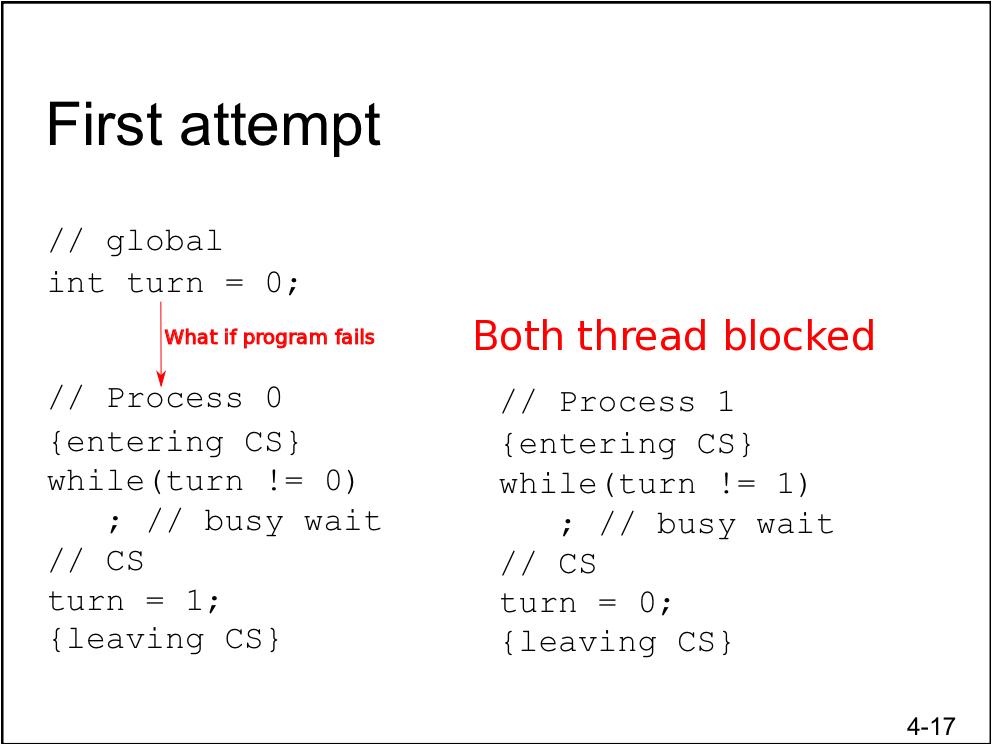 First attempt
// global
int turn = 0;
What if program fails
Both thread blocked
// Process 0
{entering CS}
while(turn != 0)
; // busy wait
// CS
turn = 1;
{leaving CS}
// Process 1
{entering CS}
while(turn != 1)
; // busy wait
// CS
turn = 0;
{leaving CS}
4-17